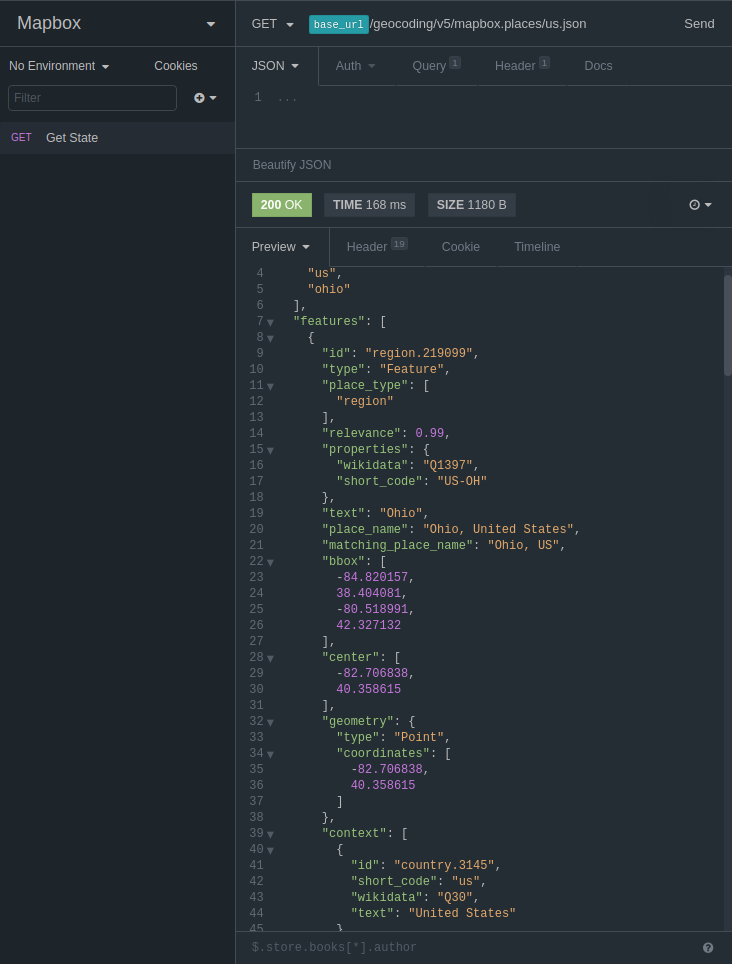 Mapbox
GET base_url/geocoding/v5/mapbox.places/us.json Send
No Environment Cookies
JSON Auth Query 1 Header 1 Docs
Filter
1 ...
GET Get State
Beautify JSON
200 OK TIME 168 ms SIZE 1180 B
Preview Header 19 Cookie Timeline
4 "us",
5 "ohio"
6 ],
7 "features": [
8 {
9 "id": "region.219099",
10 "type": "Feature",
11 "place_type": [
12 "region"
13 ],
14 "relevance": 0.99,
15 "properties": {
16 "wikidata": "Q1397",
17 "short_code": "US-OH"
18 },
19 "text": "Ohio",
20 "place_name": "Ohio, United States",
21 "matching_place_name": "Ohio, US",
22 "bbox": [
23 -84.820157,
24 38.404081,
25 -80.518991,
26 42.327132
27 ],
28 "center": [
29 -82.706838,
30 40.358615
31 ],
32 "geometry": {
33 "type": "Point",
34 "coordinates": [
35 -82.706838,
36 40.358615
37 ]
38 },
39 "context": [
40 {
41 "id": "country.3145",
42 "short_code": "us",
43 "wikidata": "Q30",
44 "text": "United States"
45 }
$.store.books[*].author